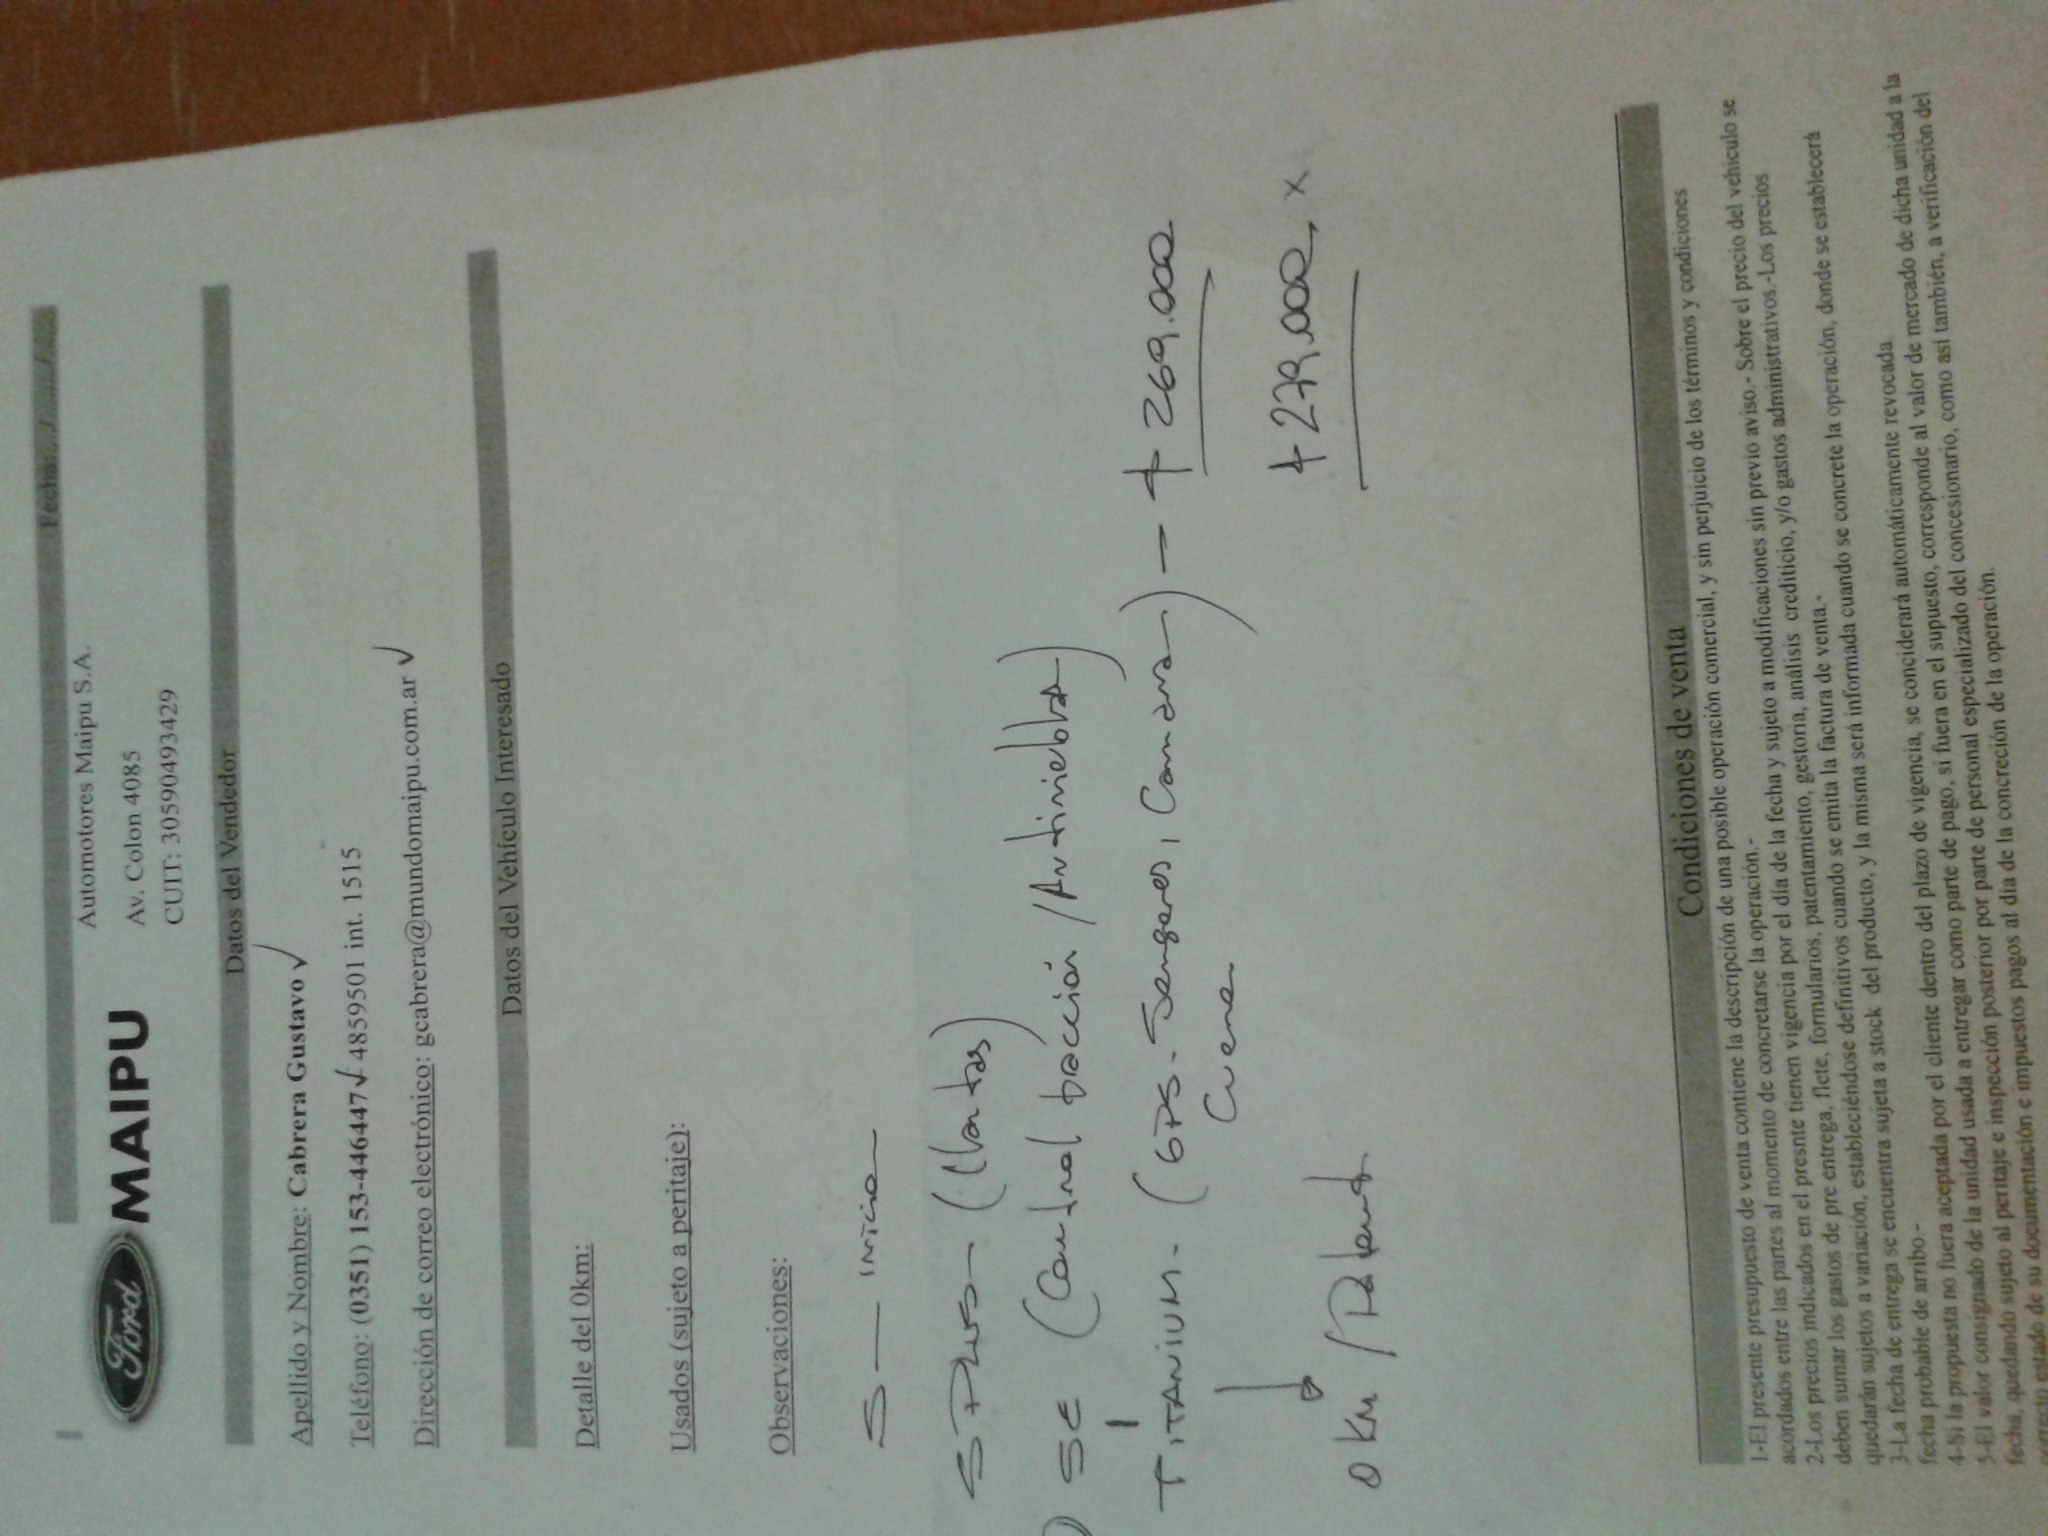 Fecha:..../......./.....
Ford MAIPU
Automotores Maipu S.A.
Av. Colon 4085
CUIT: 30590493429
Datos del Vendedor
Apellido y Nombre: Cabrera Gustavo ✓
Teléfono: (0351) 153-446447 ✓ 4859501 int. 1515
Dirección de correo electrónico: gcabrera@mundomaipu.com.ar ✓
Datos del Vehículo Interesado
Detalle del 0km:
Usados (sujeto a peritaje):
Observaciones:
S — inicia
S PLUS — (llantas)
SE (Control tracción / Antinieblas)
TITANIUM - (GPS - Sensores, Camara) — $ 269.000
Cuero
$ 279.000 x
0 Km / Patent
Condiciones de venta
1-El presente presupuesto de venta contiene la descripción de una posible operación comercial, y sin perjuicio de los términos y condiciones
acordados entre las partes al momento de concretarse la operación.-
2-Los precios indicados en el presnte tienen vigencia por el día de la fecha y sujeto a modificaciones sin previo aviso.- Sobre el precio del vehiculo se
deben sumar los gastos de pre entrega, flete, formularios, patentamiento, gestoria, análisis crediticio, y/o gastos administrativos.-Los precios
quedarán sujetos a variación, estableciéndose definitivos cuando se emita la factura de venta.-
3-La fecha de entrega se encuentra sujeta a stock del producto, y la misma será informada cuando se concrete la operación, donde se establecerá
fecha probable de arribo.-
4-Si la propuesta no fuera aceptada por el cliente dentro del plazo de vigencia, se considerará automáticamente revocada.
5-El valor consignado de la unidad usada a entregar como parte de pago, si fuera en el supuesto, corresponde al valor de mercado de dicha unidad a la
fecha, quedando sujeto al peritaje e inspección posterior por parte de personal especializado del concesionario, como así también, a verificación del
correcto estado de su documentación e impuestos pagos al día de la concreción de la operación.